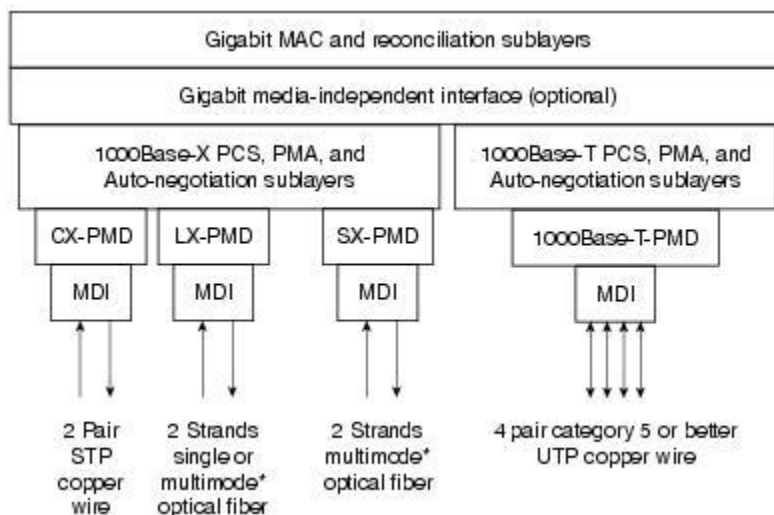 Gigabit MAC and reconciliation sublayers
Gigabit media-independent interface (optional)
1000Base-X PCS, PMA, and
Auto-negotiation sublayers
1000Base-T PCS, PMA, and
Auto-negotiation sublayers
CX-PMD
LX-PMD
SX-PMD
1000Base-T-PMD
MDI
MDI
MDI
MDI
2 Pair
STP
copper
wire
2 Strands
single or
multimode*
optical fiber
2 Strands
multimode*
optical fiber
4 pair category 5 or better
UTP copper wire